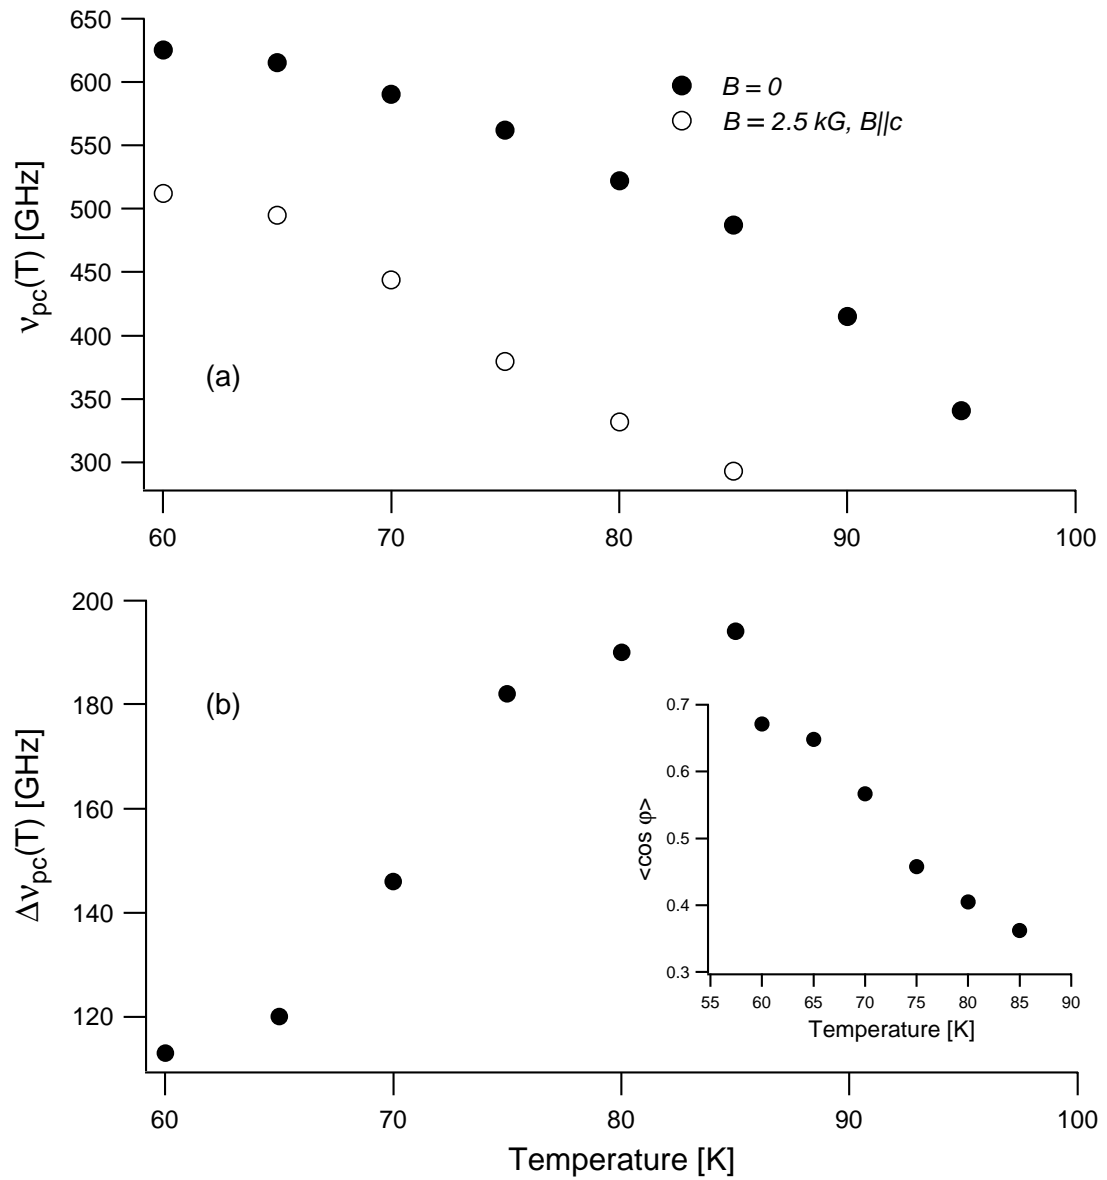 650
600
550
500
450
400
350
300
ν_pc(T) [GHz]
B = 0
B = 2.5 kG, B||c
(a)
60 70 80 90 100
200
180
160
140
120
Δν_pc(T) [GHz]
(b)
0.7
0.6
0.5
0.4
0.3
<cos φ>
55 60 65 70 75 80 85 90
Temperature [K]
60 70 80 90 100
Temperature [K]